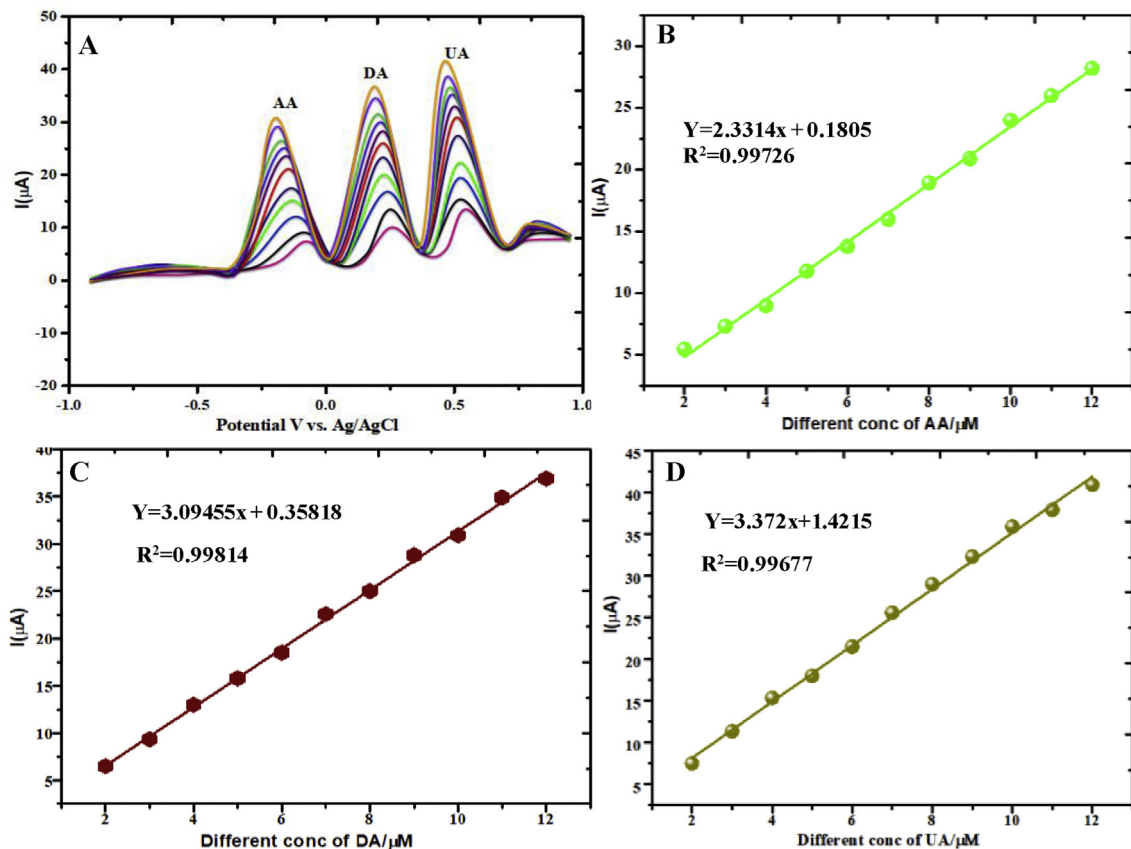 A
AA
DA
UA
I(μA)
50
40
30
20
10
0
-10
-20
-1.0
-0.5
0.0
0.5
1.0
Potential V vs. Ag/AgCl
B
Y=2.3314x + 0.1805
R²=0.99726
I(μA)
30
25
20
15
10
5
2
4
6
8
10
12
Different conc of AA/μM
C
Y=3.09455x + 0.35818
R²=0.99814
I(μA)
40
35
30
25
20
15
10
5
2
4
6
8
10
12
Different conc of DA/μM
D
Y=3.372x+1.4215
R²=0.99677
I(μA)
45
40
35
30
25
20
15
10
5
2
4
6
8
10
12
Different conc of UA/μM